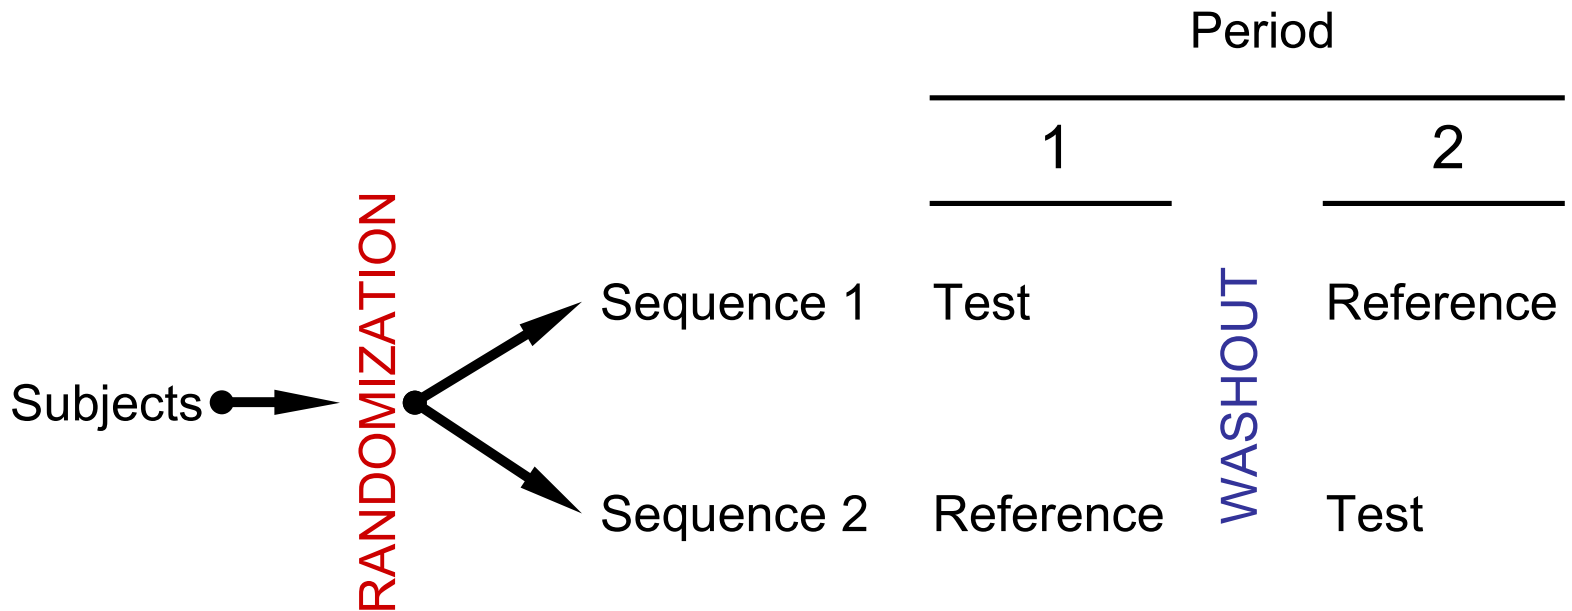 Period
1 2
RANDOMIZATION
Sequence 1 Test WASHOUT Reference
Subjects
Sequence 2 Reference Test